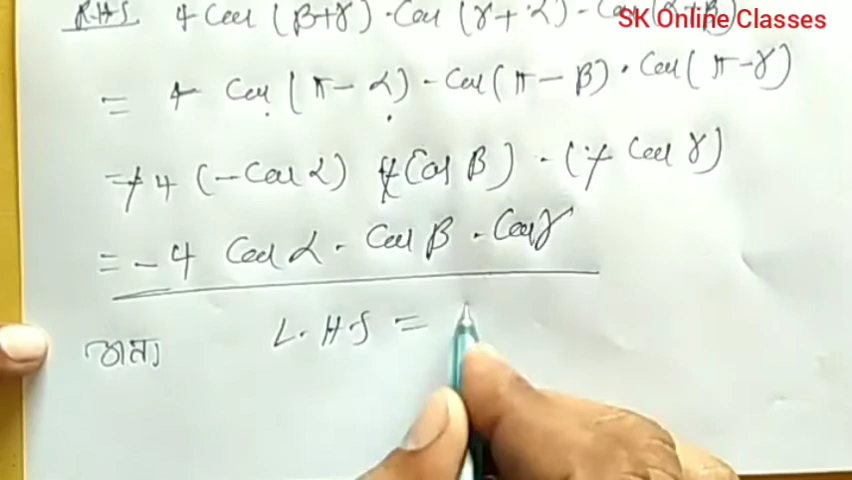 SK Online Classes
R.H.S 4 Cos (β+γ) · Cos (γ+α) · Cos (α+β)
= 4 Cos (π-α) · Cos (π-β) · Cos (π-γ)
4 (-Cos α) (Cos β) · ( Cos γ)
= -4 Cos α · Cos β · Cos γ
L.H.S =